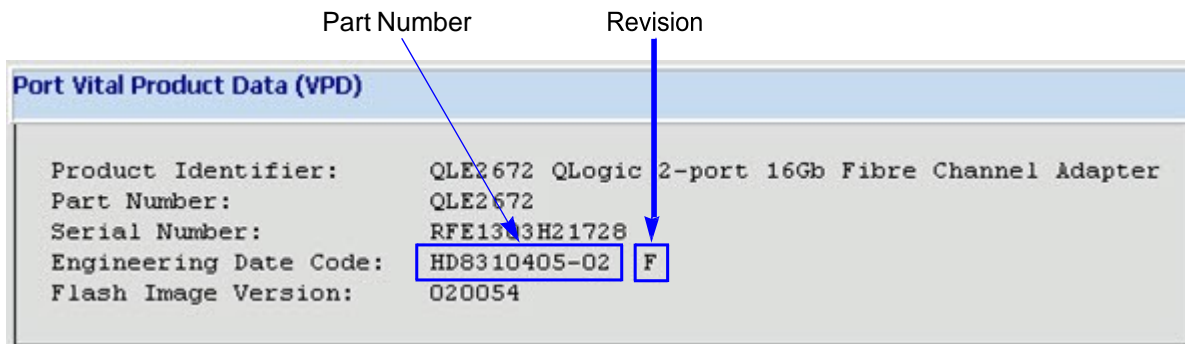 Part Number Revision
Port Vital Product Data (VPD)
Product Identifier: QLE2672 QLogic 2-port 16Gb Fibre Channel Adapter
Part Number: QLE2672
Serial Number: RFE1303H21728
Engineering Date Code: HD8310405-02 F
Flash Image Version: 020054